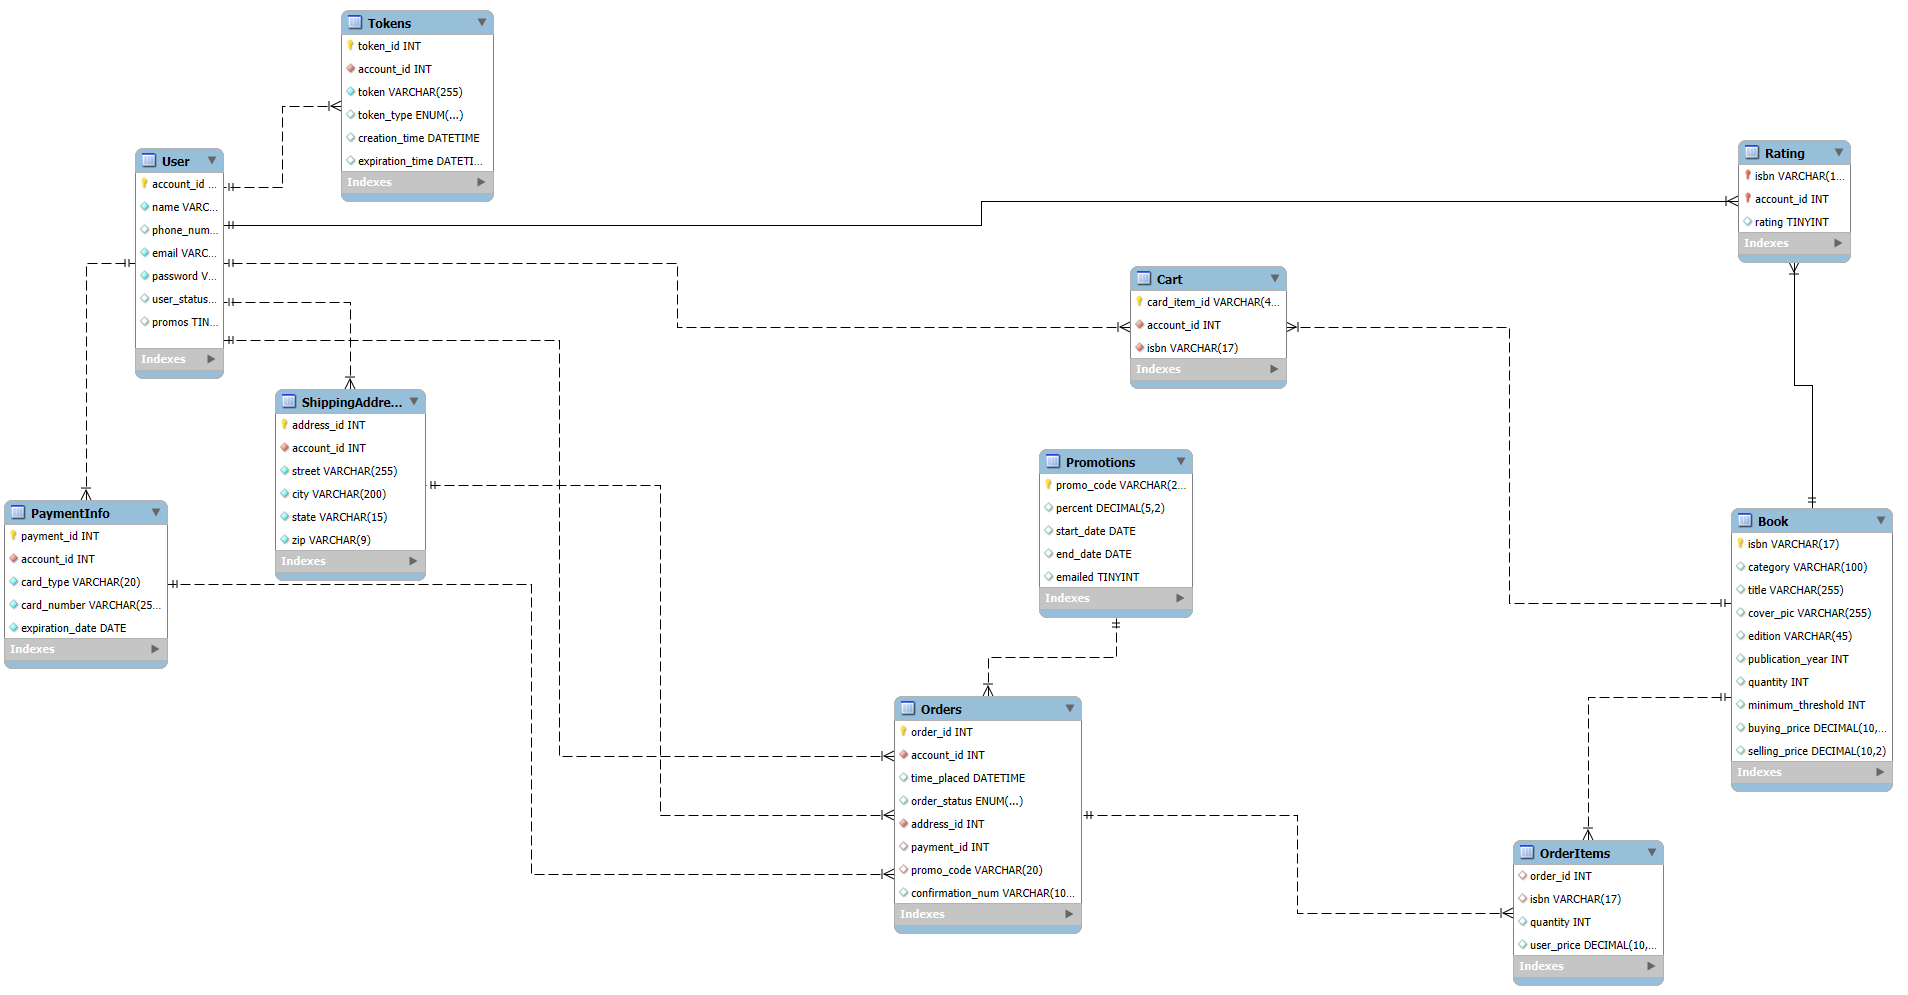 Tokens
token_id INT
account_id INT
token VARCHAR(255)
token_type ENUM(...)
creation_time DATETIME
expiration_time DATETI...
Indexes
User
account_id ...
name VARC...
phone_num...
email VARC...
password V...
user_status...
promos TIN...
Indexes
Rating
isbn VARCHAR(1...
account_id INT
rating TINYINT
Indexes
Cart
card_item_id VARCHAR(4...
account_id INT
isbn VARCHAR(17)
Indexes
ShippingAddre...
address_id INT
account_id INT
street VARCHAR(255)
city VARCHAR(200)
state VARCHAR(15)
zip VARCHAR(9)
Indexes
Promotions
promo_code VARCHAR(2...
percent DECIMAL(5,2)
start_date DATE
end_date DATE
emailed TINYINT
Indexes
PaymentInfo
payment_id INT
account_id INT
card_type VARCHAR(20)
card_number VARCHAR(25...
expiration_date DATE
Indexes
Book
isbn VARCHAR(17)
category VARCHAR(100)
title VARCHAR(255)
cover_pic VARCHAR(255)
edition VARCHAR(45)
publication_year INT
quantity INT
minimum_threshold INT
buying_price DECIMAL(10,...
selling_price DECIMAL(10,2)
Indexes
Orders
order_id INT
account_id INT
time_placed DATETIME
order_status ENUM(...)
address_id INT
payment_id INT
promo_code VARCHAR(20)
confirmation_num VARCHAR(10...
Indexes
OrderItems
order_id INT
isbn VARCHAR(17)
quantity INT
user_price DECIMAL(10,...
Indexes